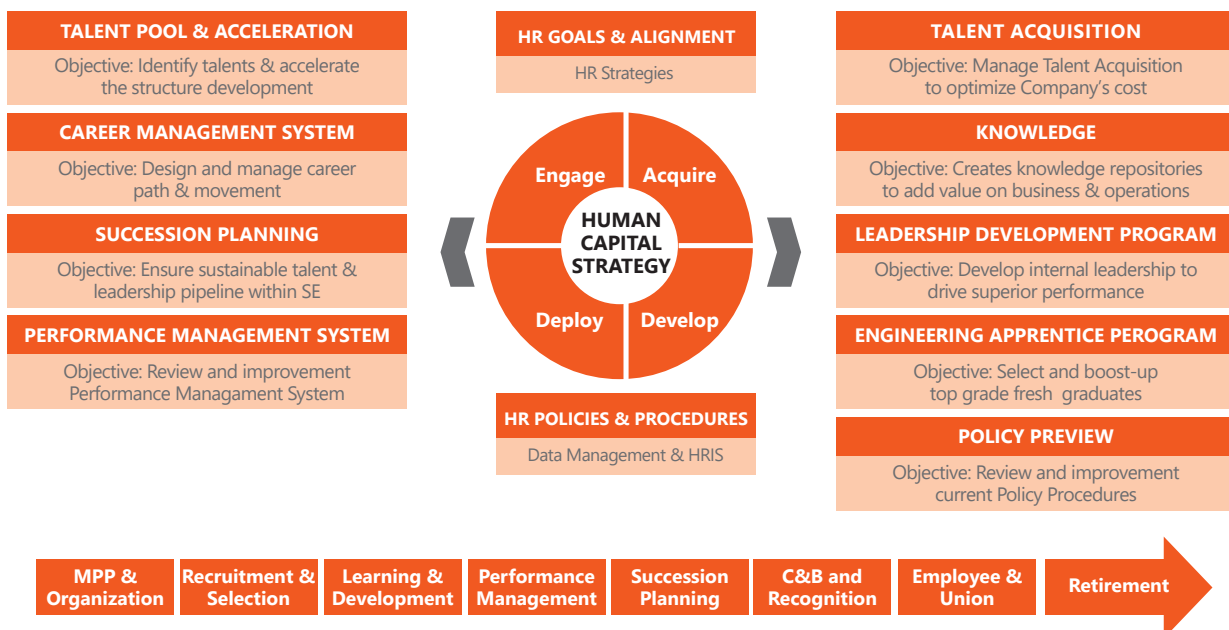 TALENT POOL & ACCELERATION
Objective: Identify talents & accelerate
the structure development
CAREER MANAGEMENT SYSTEM
Objective: Design and manage career
path & movement
SUCCESSION PLANNING
Objective: Ensure sustainable talent &
leadership pipeline within SE
PERFORMANCE MANAGEMENT SYSTEM
Objective: Review and improvement
Performance Managament System
HR GOALS & ALIGNMENT
HR Strategies
Engage
Acquire
HUMAN
CAPITAL
STRATEGY
Deploy
Develop
HR POLICIES & PROCEDURES
Data Management & HRIS
TALENT ACQUISITION
Objective: Manage Talent Acquisition
to optimize Company's cost
KNOWLEDGE
Objective: Creates knowledge repositories
to add value on business & operations
LEADERSHIP DEVELOPMENT PROGRAM
Objective: Develop internal leadership to
drive superior performance
ENGINEERING APPRENTICE PEROGRAM
Objective: Select and boost-up
top grade fresh graduates
POLICY PREVIEW
Objective: Review and improvement
current Policy Procedures
MPP &
Organization
Recruitment &
Selection
Learning &
Development
Performance
Management
Succession
Planning
C&B and
Recognition
Employee &
Union
Retirement